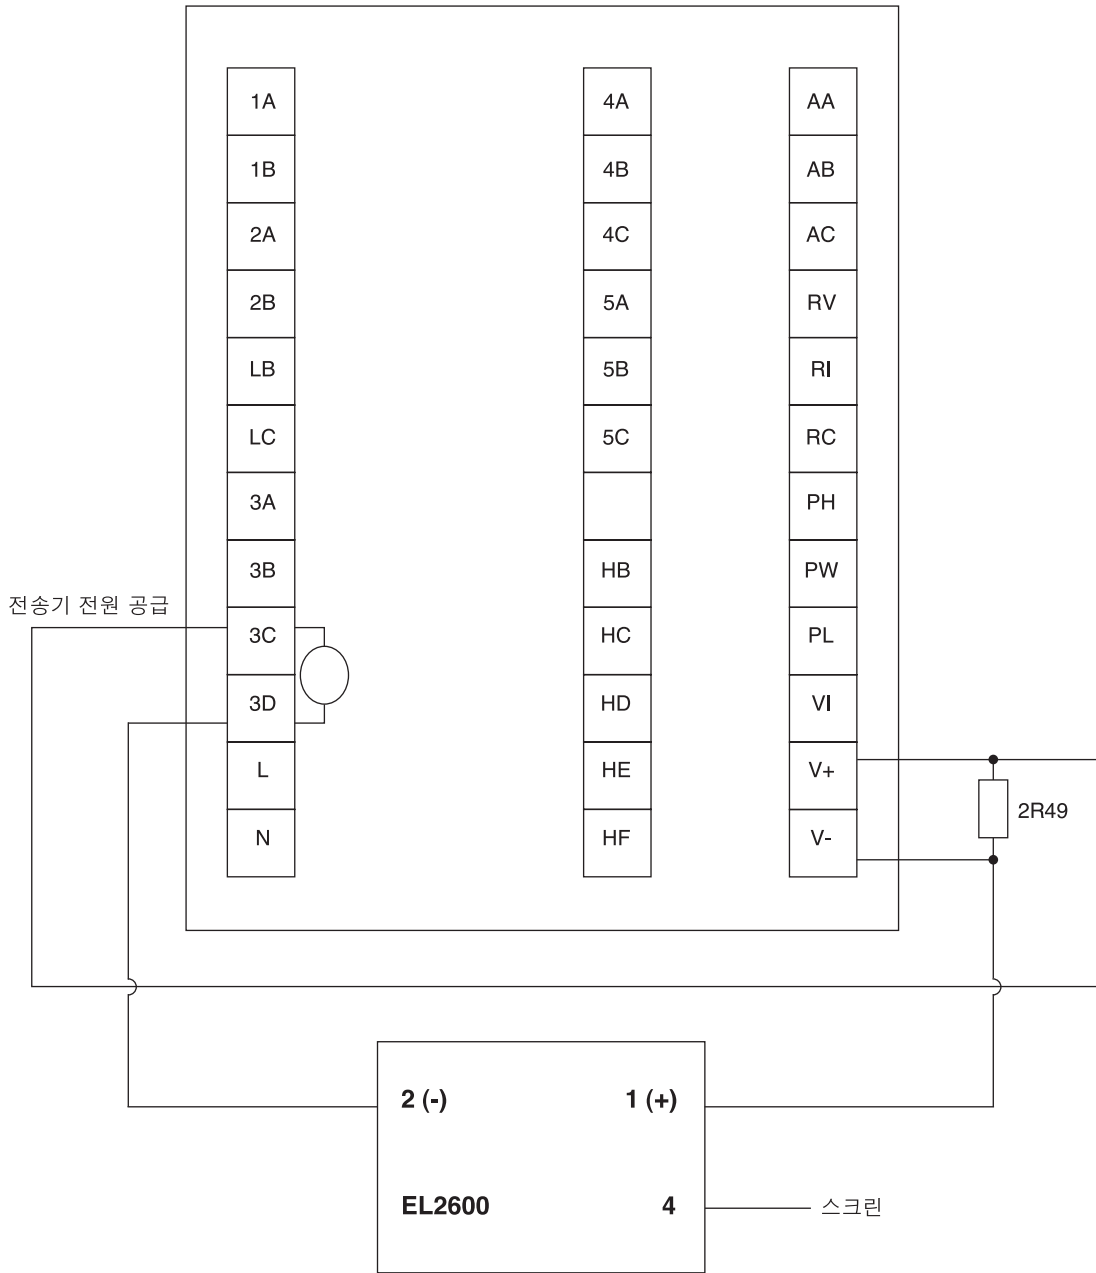 1A
1B
2A
2B
LB
LC
3A
3B
전송기 전원 공급
3C
3D
L
N
4A
4B
4C
5A
5B
5C
HB
HC
HD
HE
HF
AA
AB
AC
RV
RI
RC
PH
PW
PL
VI
V+
V-
2R49
2 (-)
1 (+)
EL2600
4
스크린